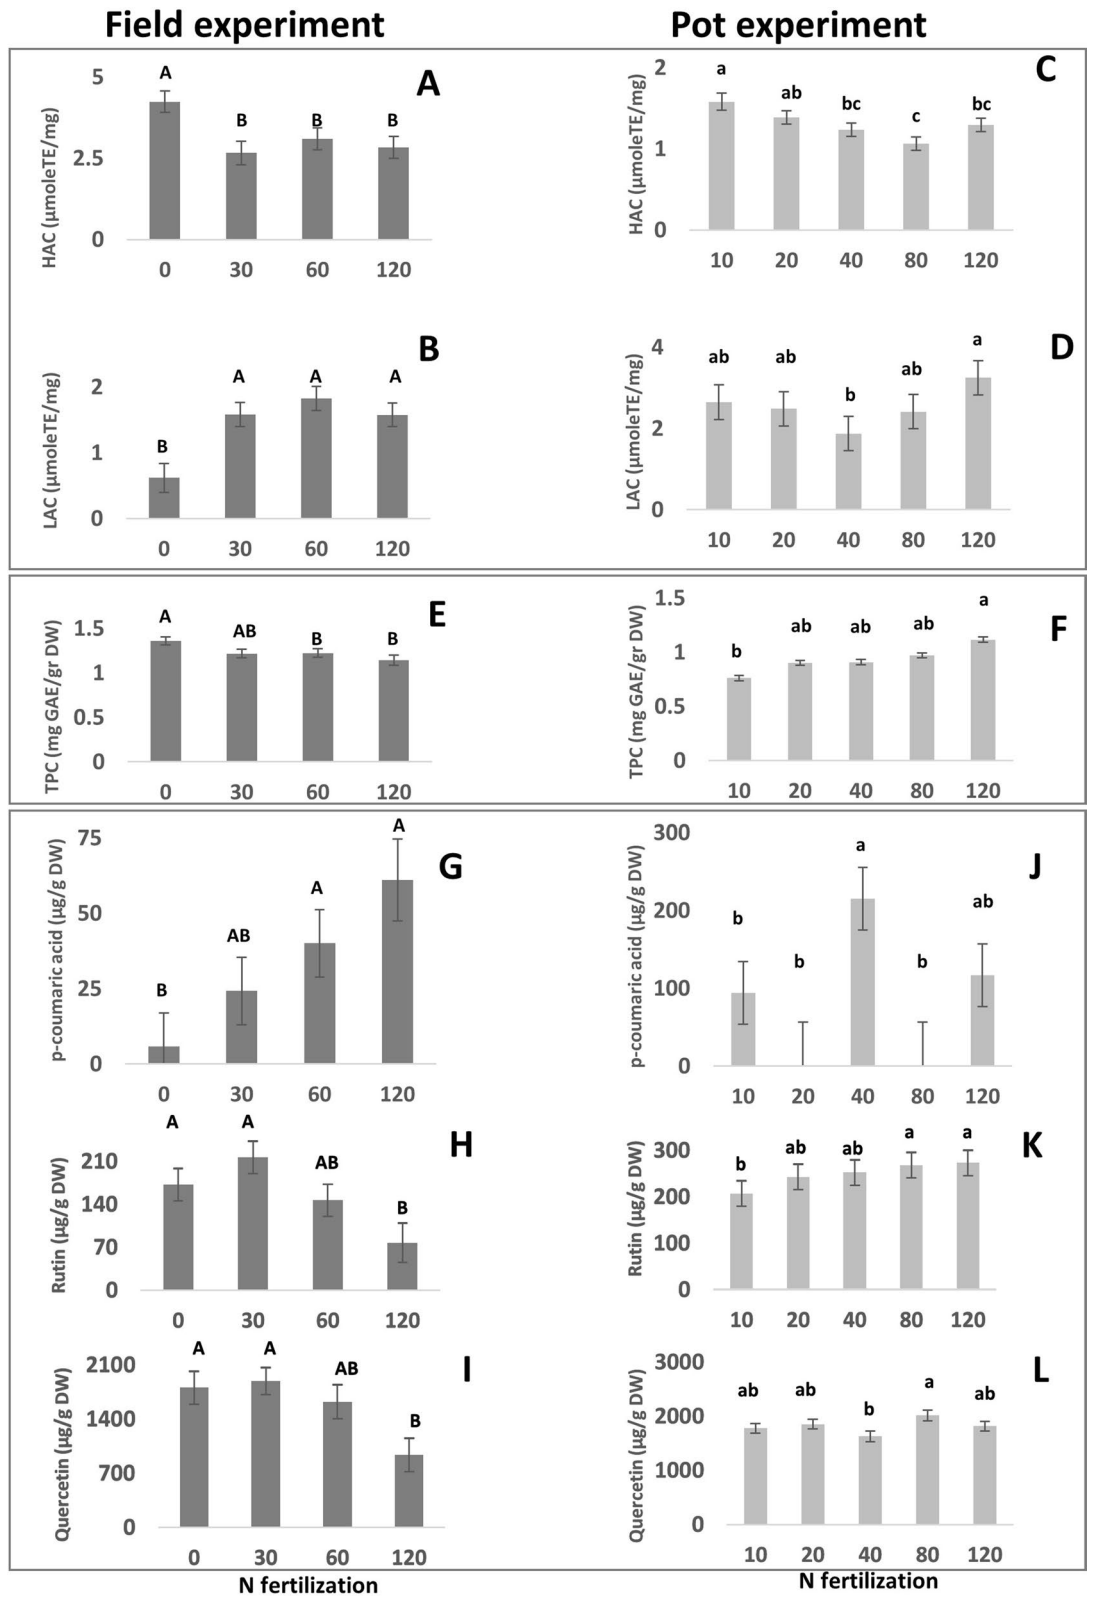 Field experiment
Pot experiment
A
HAC (µmoleTE/mg)
5
2.5
0
A
B
B
B
0 30 60 120
C
HAC (µmoleTE/mg)
2
1
0
a
ab
bc
c
bc
10 20 40 80 120
B
LAC (µmoleTE/mg)
2
1
0
B
A
A
A
0 30 60 120
D
LAC (µmoleTE/mg)
4
2
0
ab
ab
b
ab
a
10 20 40 80 120
E
TPC (mg GAE/gr DW)
1.5
1
0.5
0
A
AB
B
B
0 30 60 120
F
TPC (mg GAE/gr DW)
1.5
1
0.5
0
b
ab
ab
ab
a
10 20 40 80 120
G
p-coumaric acid (µg/g DW)
75
50
25
0
B
AB
A
A
0 30 60 120
J
p-coumaric acid (µg/g DW)
300
200
100
0
b
b
a
b
ab
10 20 40 80 120
H
Rutin (µg/g DW)
210
140
70
0
A
A
AB
B
0 30 60 120
K
Rutin (µg/g DW)
300
200
100
0
b
ab
ab
a
a
10 20 40 80 120
I
Quercetin (µg/g DW)
2100
1400
700
0
A
A
AB
B
0 30 60 120
N fertilization
L
Quercetin (µg/g DW)
3000
2000
1000
0
ab
ab
b
a
ab
10 20 40 80 120
N fertilization